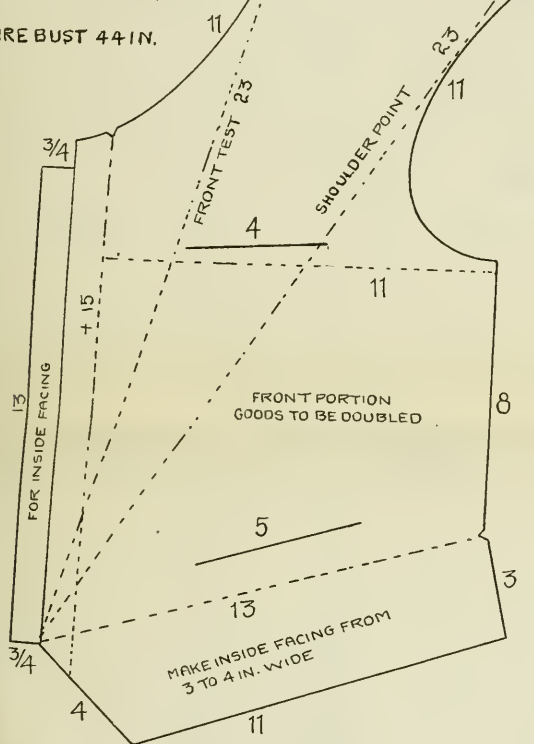 RE BUST 44 IN.
11
23
11
3/4
FRONT TEST 23
SHOULDER POINT
4
11
+ 15
13
FOR INSIDE FACING
FRONT PORTION
GOODS TO BE DOUBLED
8
5
13
3
3/4
MAKE INSIDE FACING FROM
3 TO 4 IN. WIDE
4
11